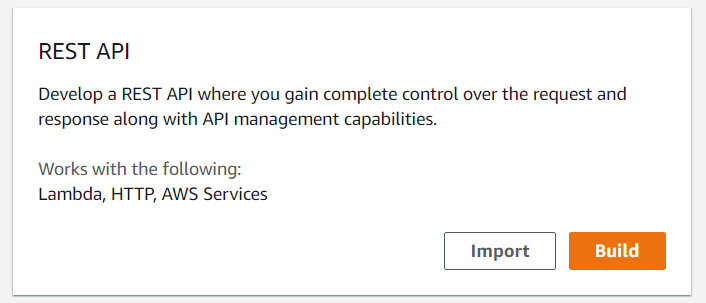 REST API
Develop a REST API where you gain complete control over the request and
response along with API management capabilities.
Works with the following:
Lambda, HTTP, AWS Services
Import
Build